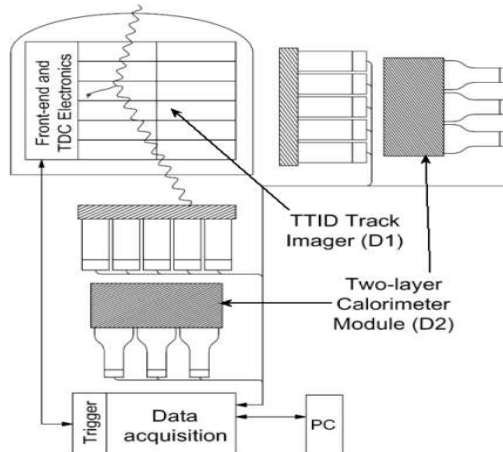 Front-end and
TDC Electronics
TTID Track
Imager (D1)
Two-layer
Calorimeter
Module (D2)
Trigger
Data
acquisition
PC